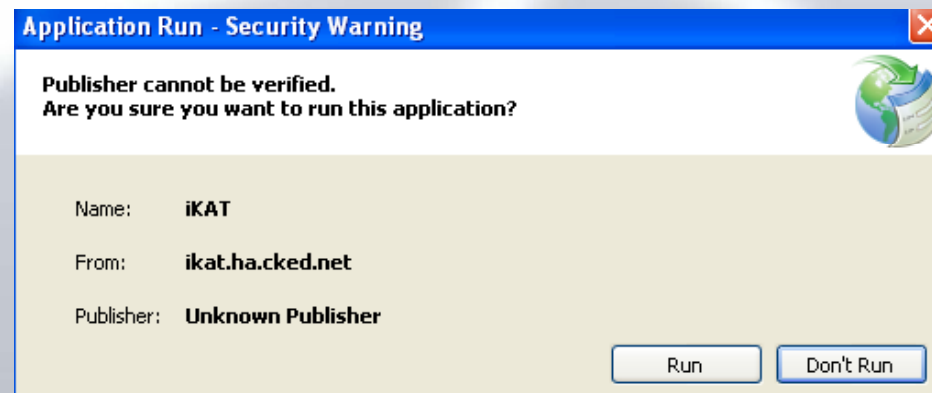 Application Run - Security Warning
Publisher cannot be verified.
Are you sure you want to run this application?
Name: iKAT
From: ikat.ha.cked.net
Publisher: Unknown Publisher
Run Don't Run